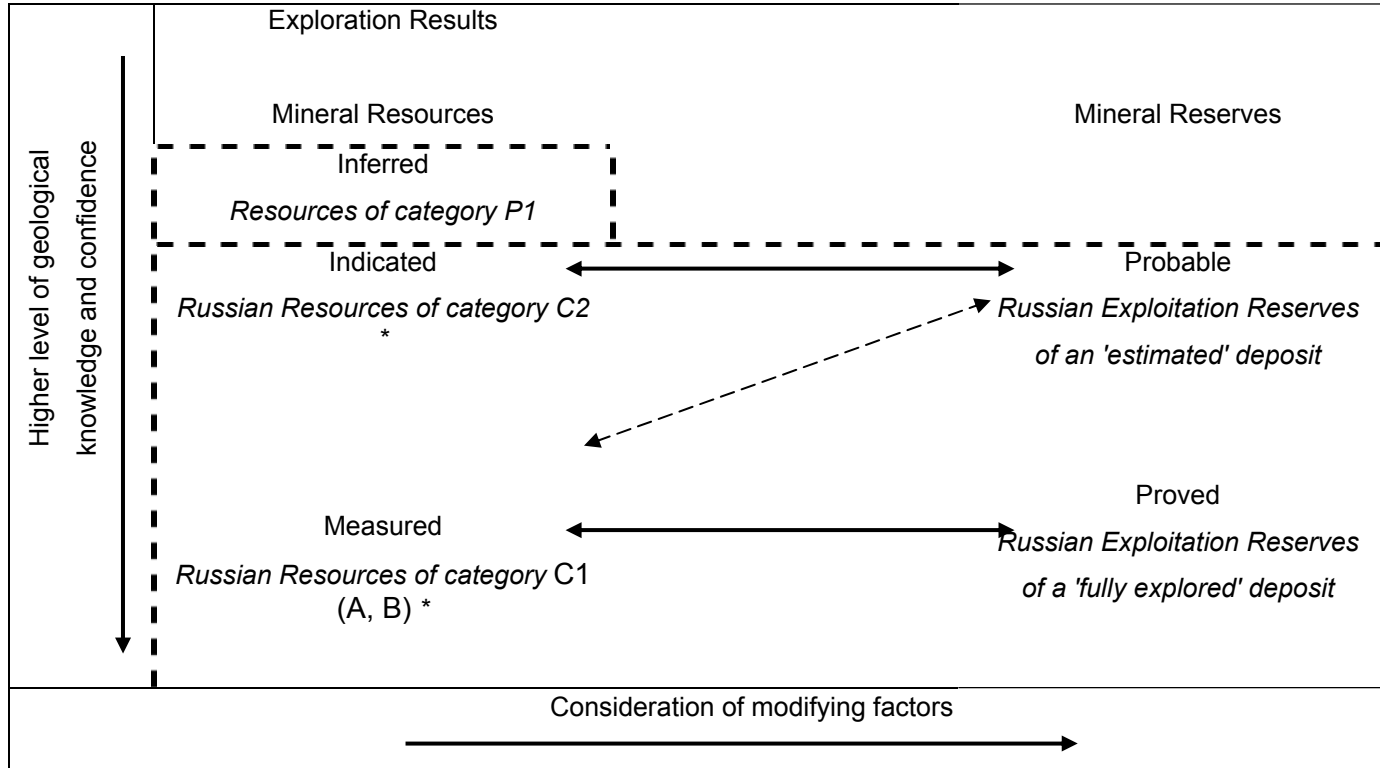 Exploration Results
Mineral Resources
Mineral Reserves
Higher level of geological
knowledge and confidence
Inferred
Resources of category P1
Indicated
Russian Resources of category C2
*
Probable
Russian Exploitation Reserves
of an 'estimated' deposit
Measured
Russian Resources of category C1
(A, B) *
Proved
Russian Exploitation Reserves
of a 'fully explored' deposit
Consideration of modifying factors